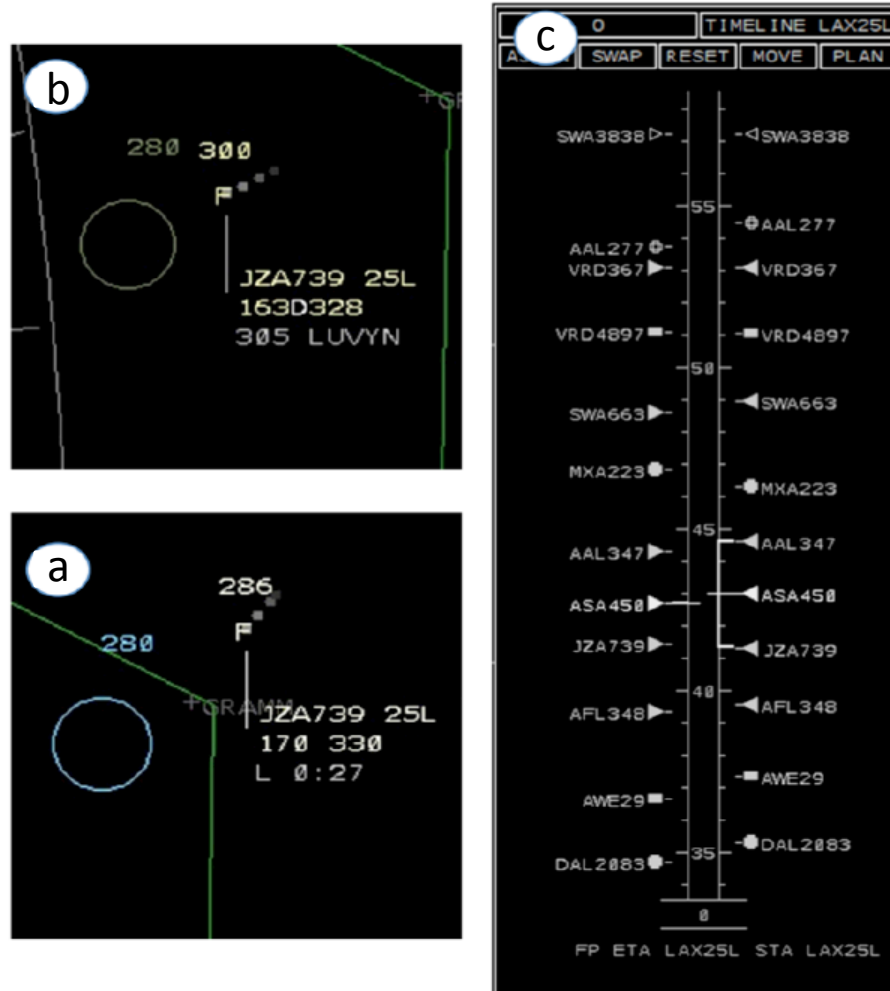 b
280 300
F
JZA739 25L
163D328
305 LUVYN
a
286
F
280
GRAMM
JZA739 25L
170 330
L 0:27
c
0 TIMELINE LAX25L
SWAP RESET MOVE PLAN
SWA3838 SWA3838
55
AAL277
AAL277
VRD367 VRD367
VRD4897 VRD4897
50
SWA663 SWA663
MXA223 MXA223
45
AAL347 AAL347
ASA450 ASA450
JZA739 JZA739
40
AFL348 AFL348
AWE29 AWE29
35
DAL2083 DAL2083
0
FP ETA LAX25L STA LAX25L